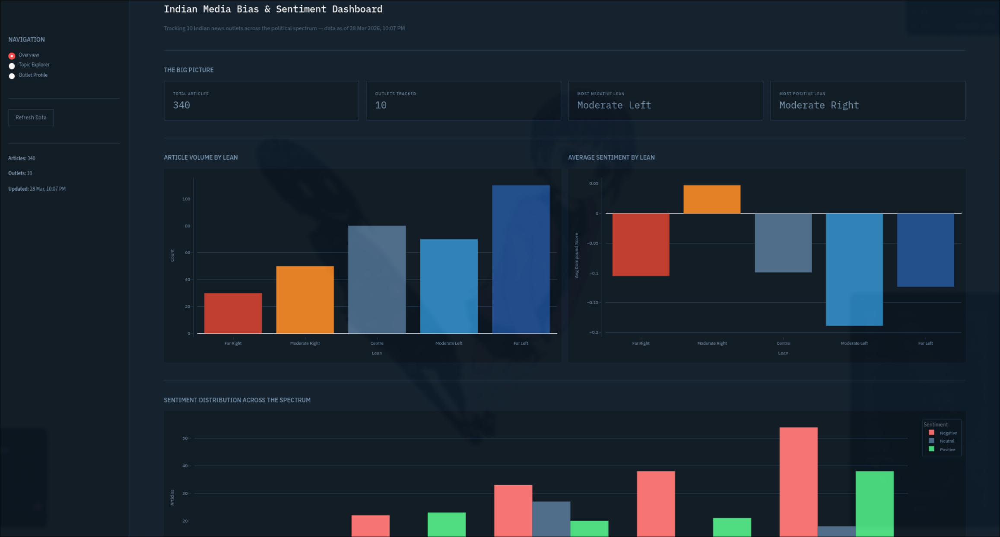 Indian Media Bias & Sentiment Dashboard
Tracking 10 Indian news outlets across the political spectrum — data as of 28 Mar 2026, 10:07 PM
NAVIGATION
Overview
Topic Explorer
Outlet Profile
Refresh Data
Articles: 340
Outlets: 10
Updated: 28 Mar, 10:07 PM
THE BIG PICTURE
TOTAL ARTICLES
340
OUTLETS TRACKED
10
MOST NEGATIVE LEAN
Moderate Left
MOST POSITIVE LEAN
Moderate Right
ARTICLE VOLUME BY LEAN
Count
100
80
60
40
20
0
Far Right Moderate Right Centre Moderate Left Far Left
Lean
AVERAGE SENTIMENT BY LEAN
Avg Compound Score
0.05
0
−0.05
−0.1
−0.15
−0.2
Far Right Moderate Right Centre Moderate Left Far Left
Lean
SENTIMENT DISTRIBUTION ACROSS THE SPECTRUM
Articles
50
40
30
20
Sentiment
Negative
Neutral
Positive